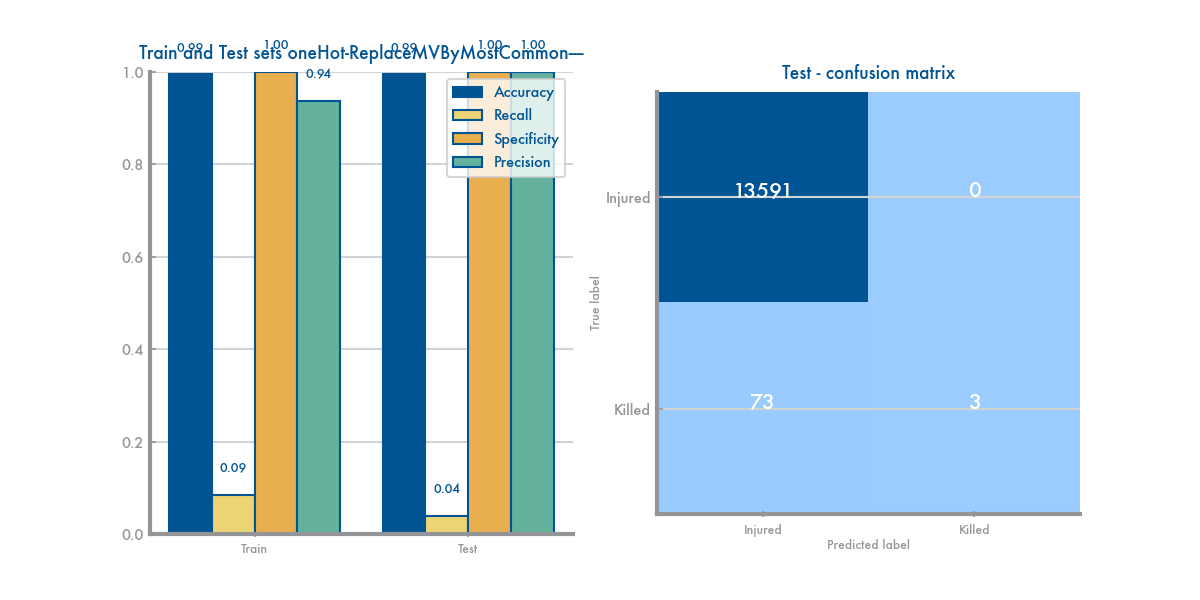 Train and Test sets oneHot-ReplaceMVByMostCommon—
0.99
1.00
0.94
0.99
1.00
1.00
1.0
0.8
0.6
0.4
0.2
0.0
Accuracy
Recall
Specificity
Precision
0.09
0.04
Train
Test
Test - confusion matrix
True label
Injured
13591
0
Killed
73
3
Injured
Killed
Predicted label